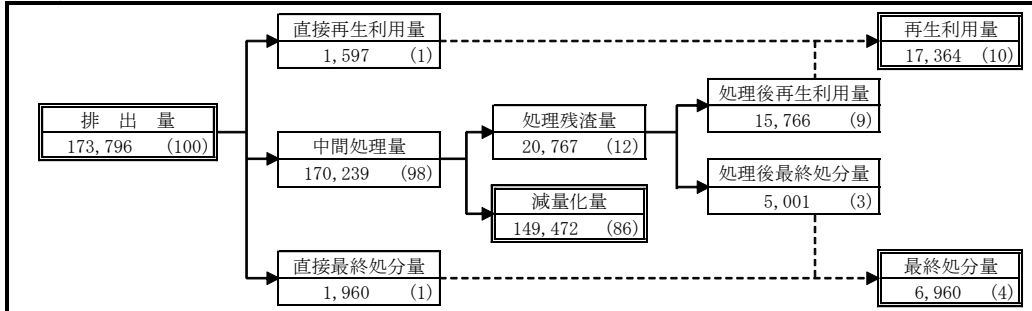 直接再生利用量
1,597 (1)
再生利用量
17,364 (10)
排出量
173,796 (100)
中間処理量
170,239 (98)
処理残渣量
20,767 (12)
処理後再生利用量
15,766 (9)
減量化量
149,472 (86)
処理後最終処分量
5,001 (3)
直接最終処分量
1,960 (1)
最終処分量
6,960 (4)